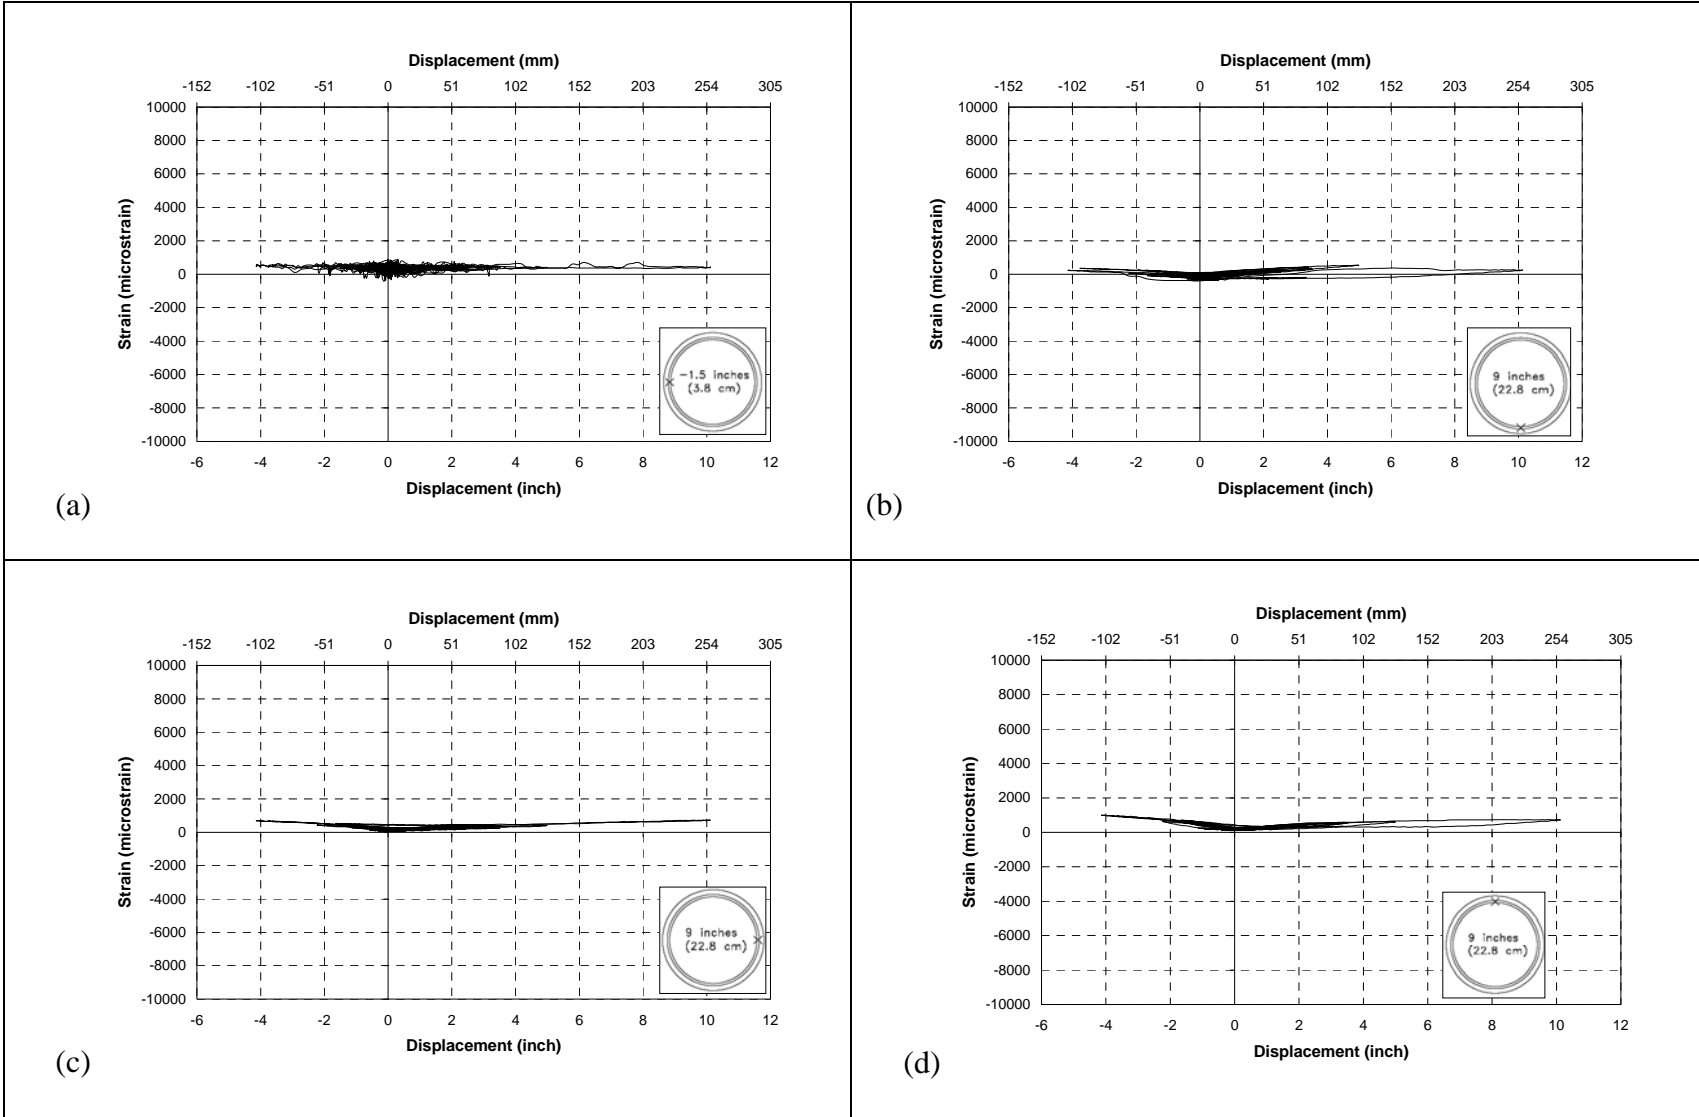 Displacement (mm)
-152 -102 -51 0 51 102 152 203 254 305
10000
8000
6000
4000
2000
0
-2000
-4000
-6000
-8000
-10000
Strain (microstrain)
-1.5 inches
(3.8 cm)
-6 -4 -2 0 2 4 6 8 10 12
Displacement (inch)
(a)
Displacement (mm)
-152 -102 -51 0 51 102 152 203 254 305
10000
8000
6000
4000
2000
0
-2000
-4000
-6000
-8000
-10000
Strain (microstrain)
9 inches
(22.8 cm)
-6 -4 -2 0 2 4 6 8 10 12
Displacement (inch)
(b)
Displacement (mm)
-152 -102 -51 0 51 102 152 203 254 305
10000
8000
6000
4000
2000
0
-2000
-4000
-6000
-8000
-10000
Strain (microstrain)
9 inches
(22.8 cm)
-6 -4 -2 0 2 4 6 8 10 12
Displacement (inch)
(c)
Displacement (mm)
-152 -102 -51 0 51 102 152 203 254 305
10000
8000
6000
4000
2000
0
-2000
-4000
-6000
-8000
-10000
Strain (microstrain)
9 inches
(22.8 cm)
-6 -4 -2 0 2 4 6 8 10 12
Displacement (inch)
(d)